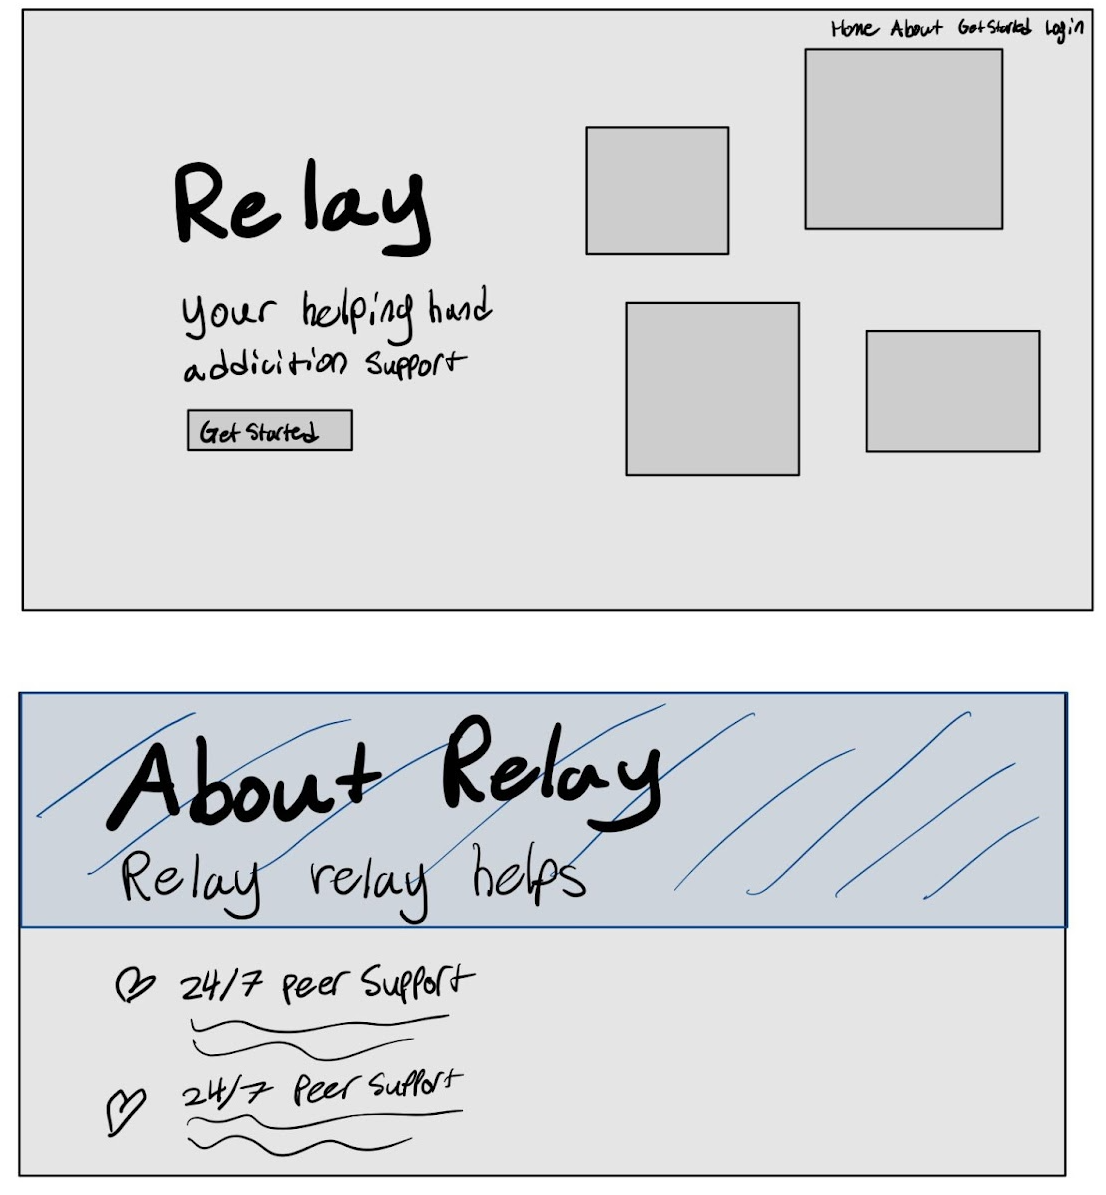 Home About Get Started Login
Relay
your helping hand
addicition support
Get Started
About Relay
Relay relay helps
24/7 peer support
24/7 peer support